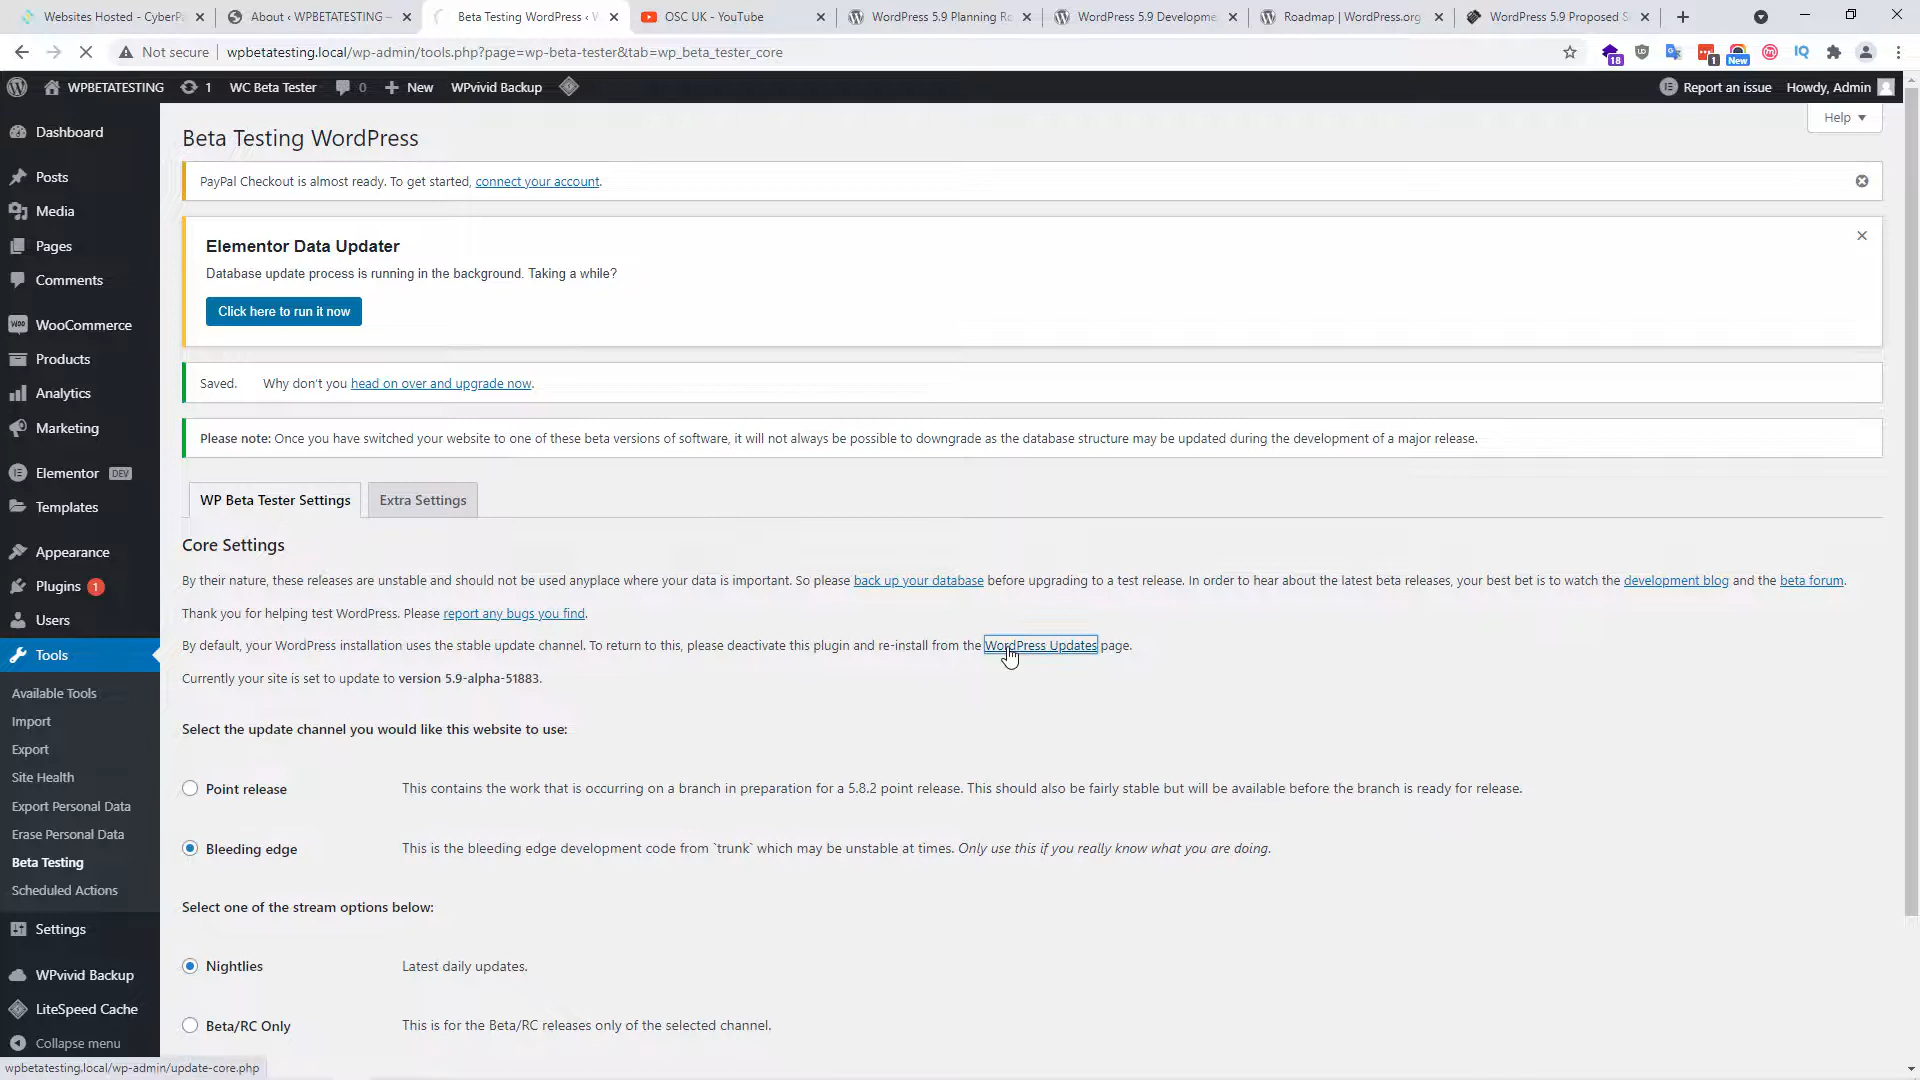 Websites Hosted - CyberP
About ‹ WPBETATESTING –
Beta Testing WordPress ‹ W
OSC UK - YouTube
WordPress 5.9 Planning Ro
WordPress 5.9 Developme
Roadmap | WordPress.org
WordPress 5.9 Proposed S
Not secure
wpbetatesting.local/wp-admin/tools.php?page=wp-beta-tester&tab=wp_beta_tester_core
18
1
New
IQ
WPBETATESTING
1
WC Beta Tester
0
New
WPvivid Backup
Report an issue
Howdy, Admin
Dashboard
Posts
Media
Pages
Comments
WooCommerce
Products
Analytics
Marketing
Elementor DEV
Templates
Appearance
Plugins 1
Users
Tools
Available Tools
Import
Export
Site Health
Export Personal Data
Erase Personal Data
Beta Testing
Scheduled Actions
Settings
WPvivid Backup
LiteSpeed Cache
Collapse menu
Help
Beta Testing WordPress
PayPal Checkout is almost ready. To get started, connect your account.
Elementor Data Updater
Database update process is running in the background. Taking a while?
Click here to run it now
Saved. Why don't you head on over and upgrade now.
Please note: Once you have switched your website to one of these beta versions of software, it will not always be possible to downgrade as the database structure may be updated during the development of a major release.
WP Beta Tester Settings
Extra Settings
Core Settings
By their nature, these releases are unstable and should not be used anyplace where your data is important. So please back up your database before upgrading to a test release. In order to hear about the latest beta releases, your best bet is to watch the development blog and the beta forum.
Thank you for helping test WordPress. Please report any bugs you find.
By default, your WordPress installation uses the stable update channel. To return to this, please deactivate this plugin and re-install from the WordPress Updates page.
Currently your site is set to update to version 5.9-alpha-51883.
Select the update channel you would like this website to use:
Point release
This contains the work that is occurring on a branch in preparation for a 5.8.2 point release. This should also be fairly stable but will be available before the branch is ready for release.
Bleeding edge
This is the bleeding edge development code from `trunk` which may be unstable at times. Only use this if you really know what you are doing.
Select one of the stream options below:
Nightlies
Latest daily updates.
Beta/RC Only
This is for the Beta/RC releases only of the selected channel.
wpbetatesting.local/wp-admin/update-core.php